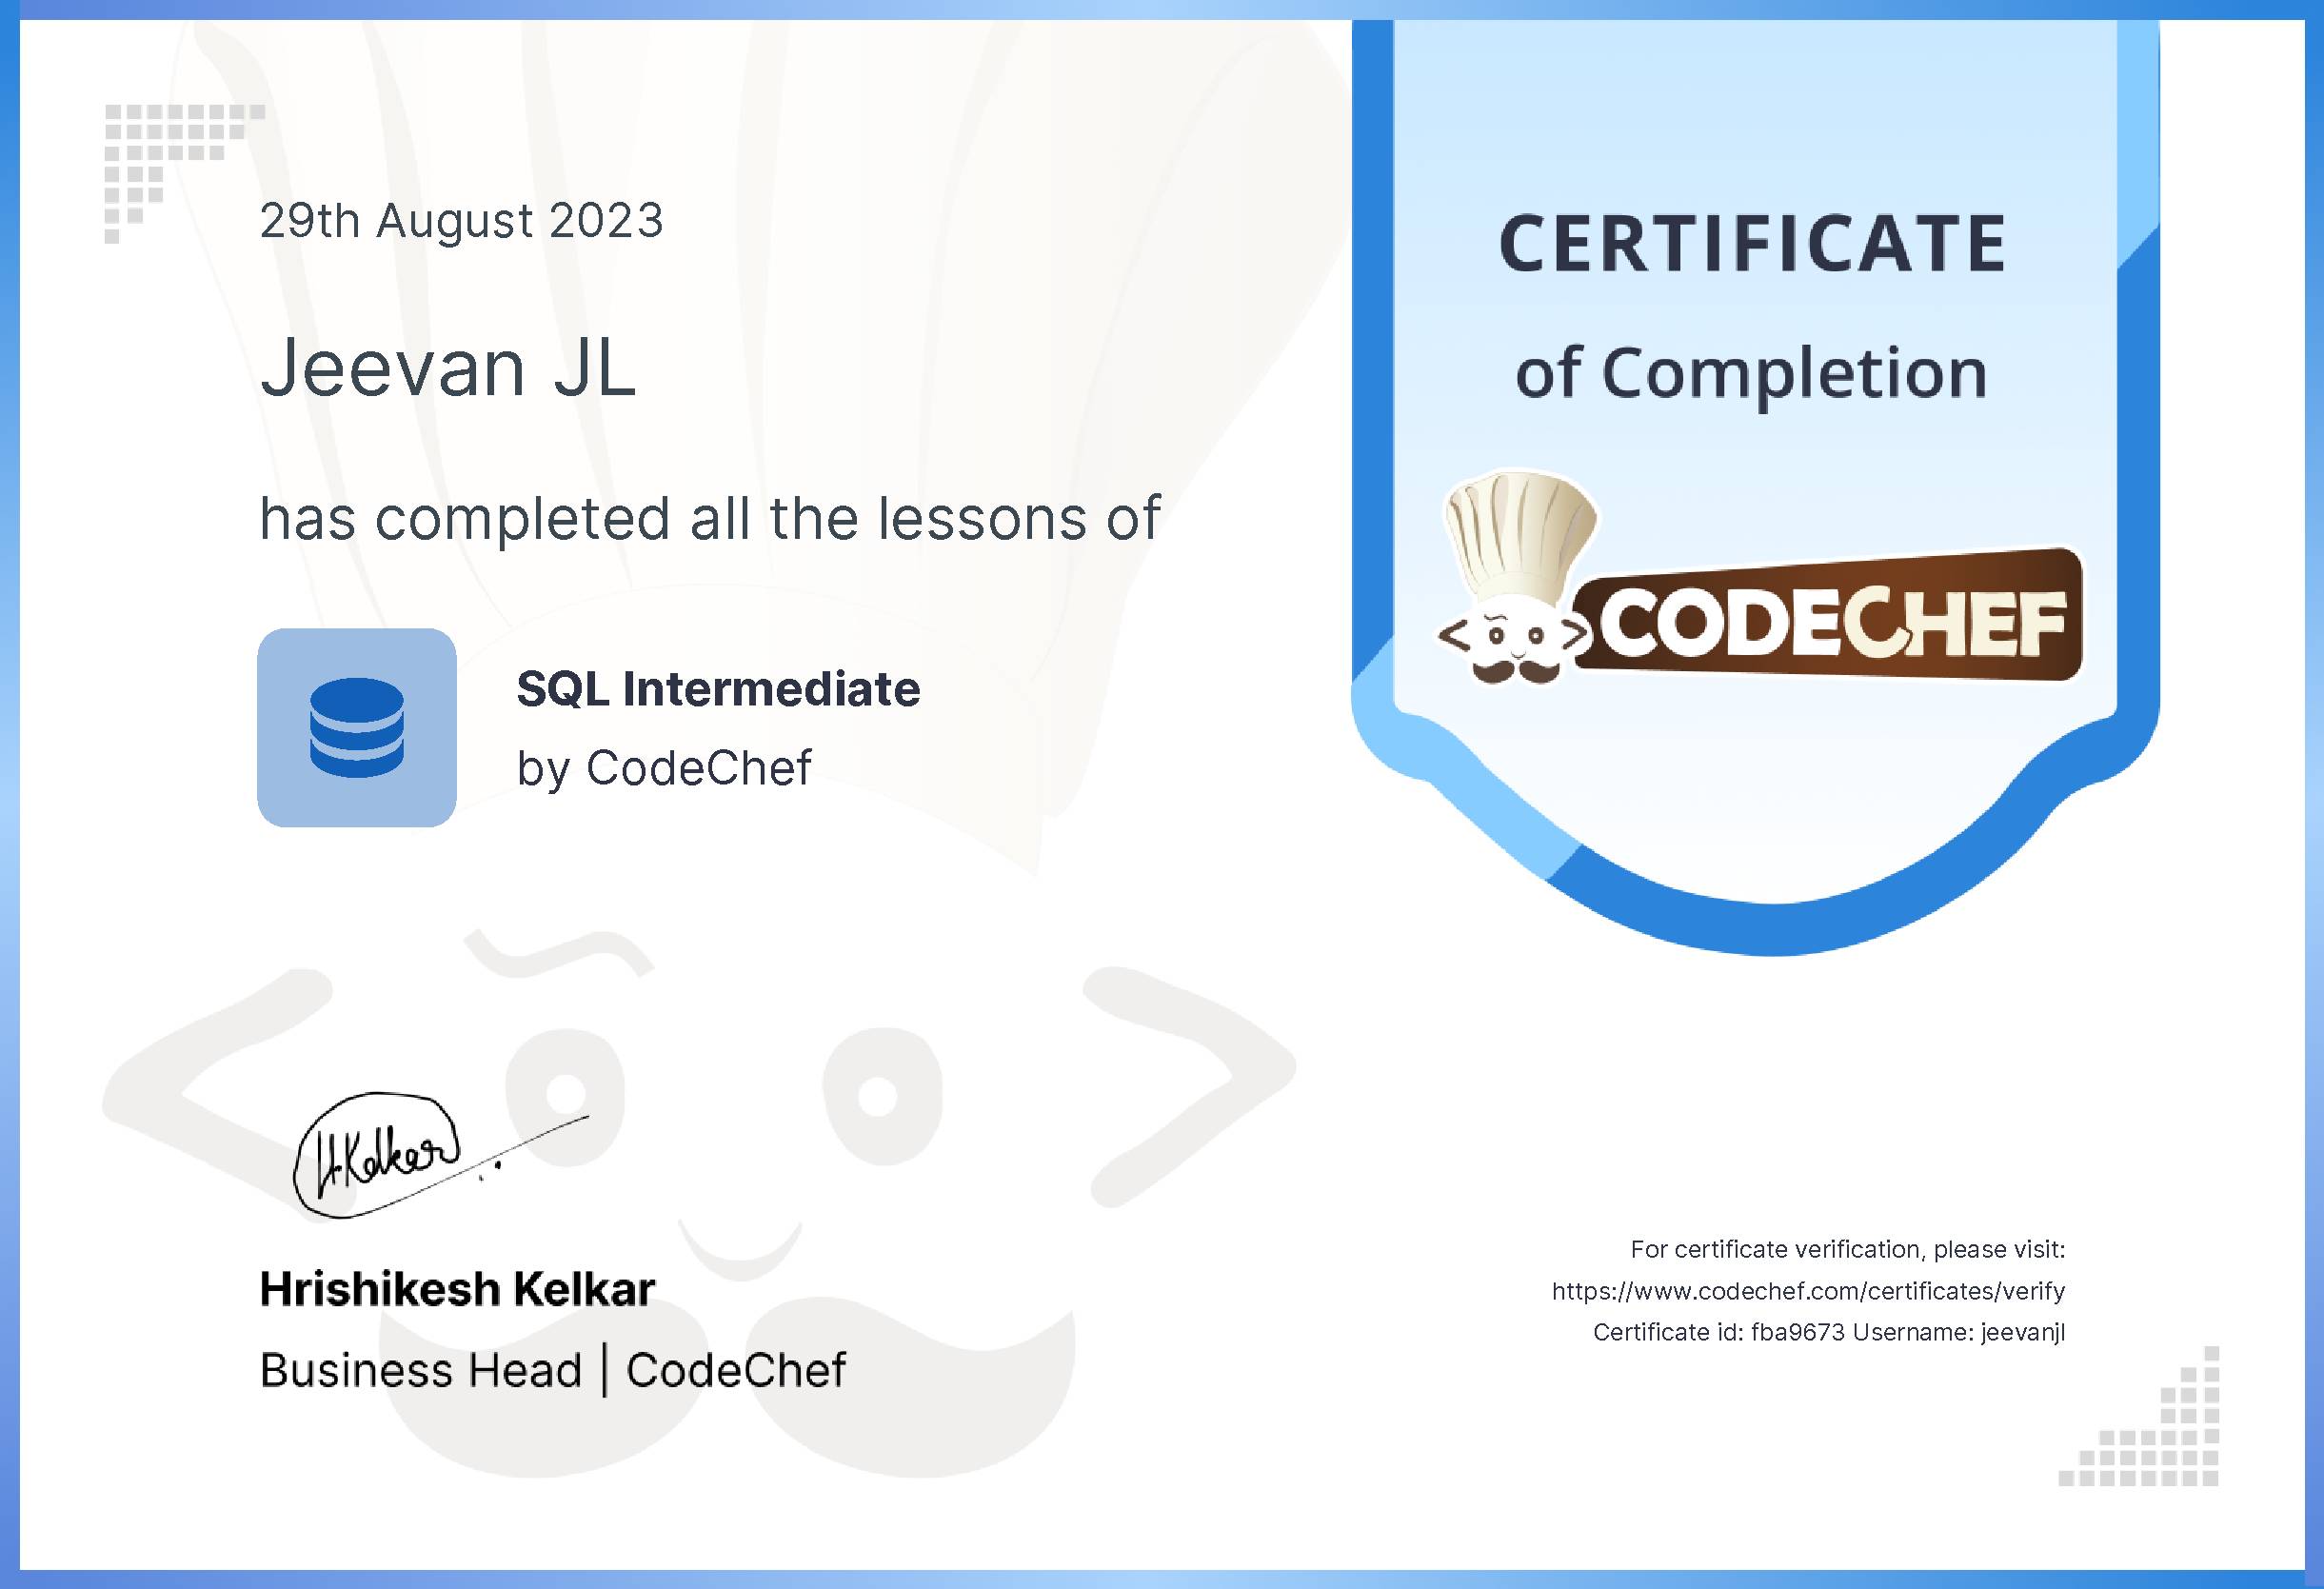 29th August 2023
Jeevan JL
has completed all the lessons of
SQL Intermediate
by CodeChef
CERTIFICATE
of Completion
CODECHEF
H.Kelkar
Hrishikesh Kelkar
Business Head | CodeChef
For certificate verification, please visit:
https://www.codechef.com/certificates/verify
Certificate id: fba9673 Username: jeevanjl